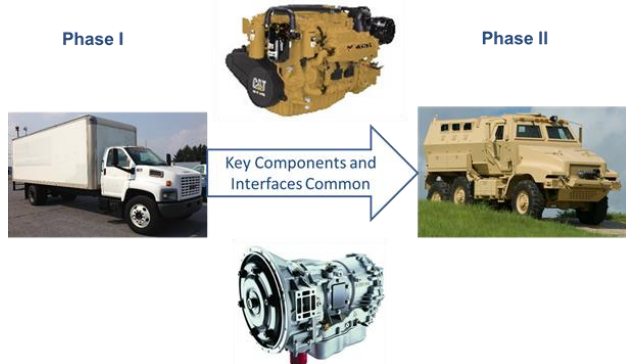 Phase I
Phase II
CAT
Key Components and
Interfaces Common